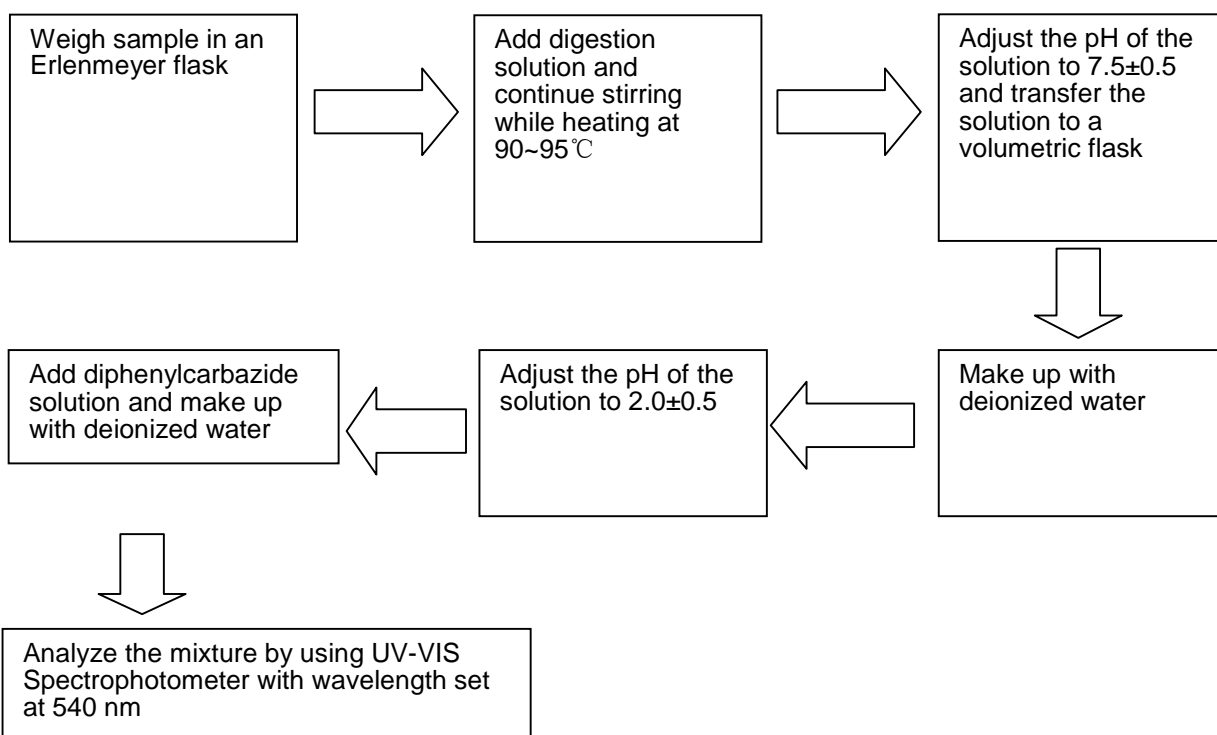 Weigh sample in an
Erlenmeyer flask
Add digestion
solution and
continue stirring
while heating at
90~95℃
Adjust the pH of the
solution to 7.5±0.5
and transfer the
solution to a
volumetric flask
Make up with
deionized water
Adjust the pH of the
solution to 2.0±0.5
Add diphenylcarbazide
solution and make up
with deionized water
Analyze the mixture by using UV-VIS
Spectrophotometer with wavelength set
at 540 nm